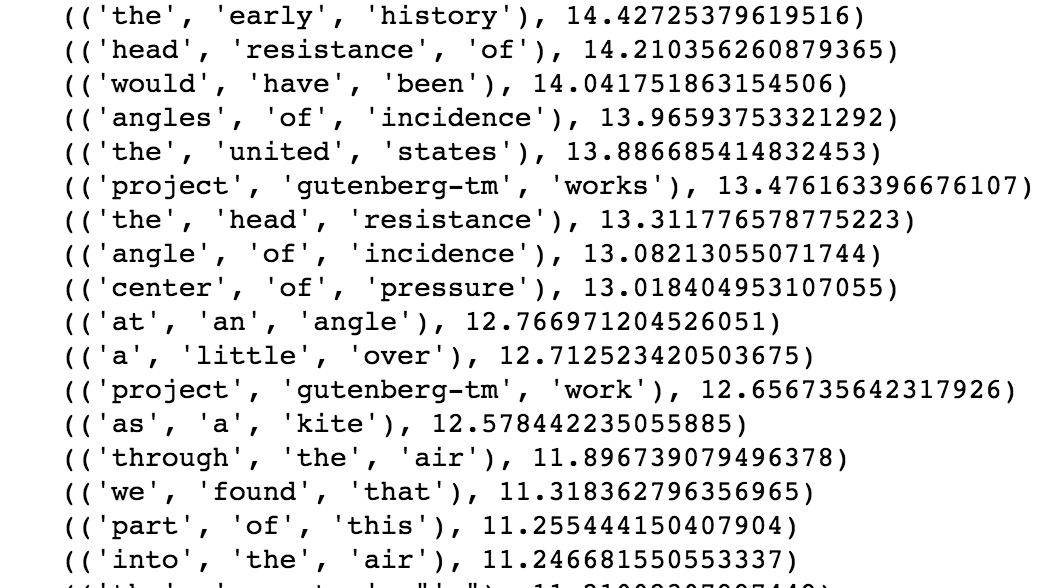 (('the', 'early', 'history'), 14.42725379619516)
(('head', 'resistance', 'of'), 14.210356260879365)
(('would', 'have', 'been'), 14.041751863154506)
(('angles', 'of', 'incidence'), 13.96593753321292)
(('the', 'united', 'states'), 13.886685414832453)
(('project', 'gutenberg-tm', 'works'), 13.476163396676107)
(('the', 'head', 'resistance'), 13.311776578775223)
(('angle', 'of', 'incidence'), 13.08213055071744)
(('center', 'of', 'pressure'), 13.018404953107055)
(('at', 'an', 'angle'), 12.766971204526051)
(('a', 'little', 'over'), 12.712523420503675)
(('project', 'gutenberg-tm', 'work'), 12.656735642317926)
(('as', 'a', 'kite'), 12.578442235055885)
(('through', 'the', 'air'), 11.896739079496378)
(('we', 'found', 'that'), 11.318362796356965)
(('part', 'of', 'this'), 11.255444150407904)
(('into', 'the', 'air'), 11.246681550553337)